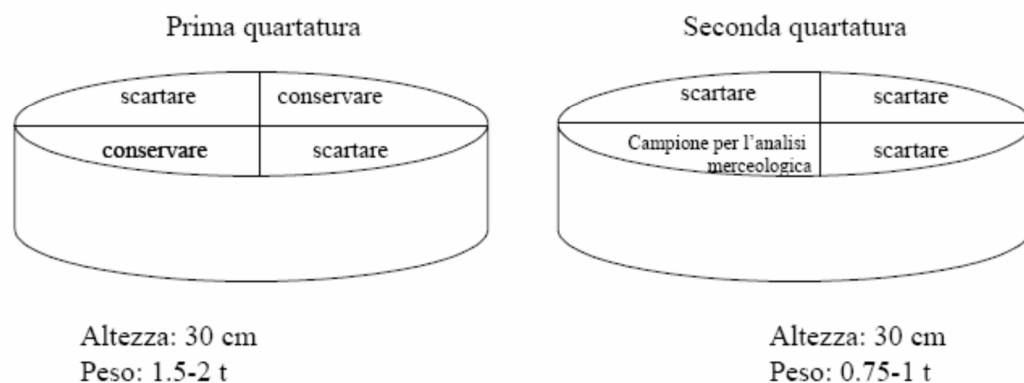 Prima quartatura
scartare
conservare
conservare
scartare
Altezza: 30 cm
Peso: 1.5-2 t
Seconda quartatura
scartare
scartare
Campione per l'analisi
merceologica
scartare
Altezza: 30 cm
Peso: 0.75-1 t